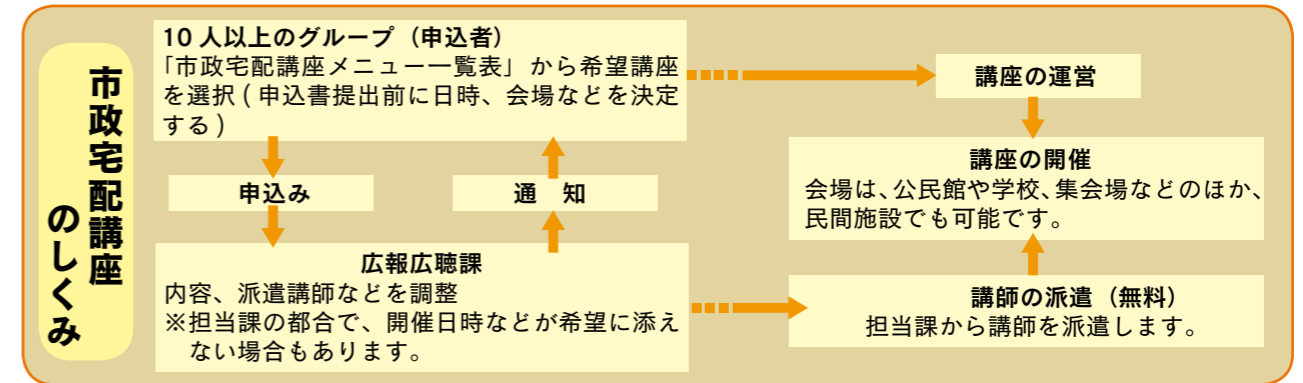 市政宅配講座
のしくみ
10 人以上のグループ（申込者）
「市政宅配講座メニュー一覧表」から希望講座
を選択 ( 申込書提出前に日時、会場などを決定
する )
申込み
通　知
広報広聴課
内容、派遣講師などを調整
※担当課の都合で、開催日時などが希望に添え
ない場合もあります。
講座の運営
講座の開催
会場は、公民館や学校、集会場などのほか、
民間施設でも可能です。
講師の派遣（無料）
担当課から講師を派遣します。